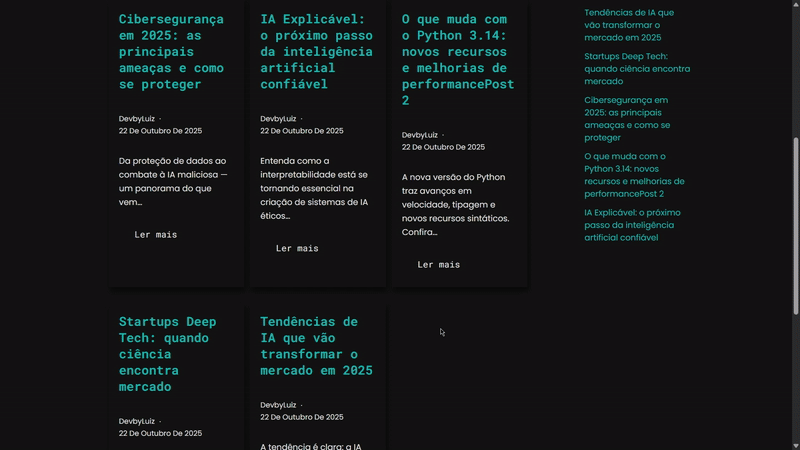 Cibersegurança
em 2025: as
principais
ameaças e como
se proteger
DevbyLuiz ·
22 De Outubro De 2025
Da proteção de dados ao
combate à IA maliciosa —
um panorama do que
vem...
Ler mais
IA Explicável:
o próximo passo
da inteligência
artificial
confiável
DevbyLuiz ·
22 De Outubro De 2025
Entenda como a
interpretabilidade está se
tornando essencial na
criação de sistemas de IA
éticos...
Ler mais
O que muda com
o Python 3.14:
novos recursos
e melhorias de
performancePost
2
DevbyLuiz ·
22 De Outubro De 2025
A nova versão do Python
traz avanços em
velocidade, tipagem e
novos recursos sintáticos.
Confira...
Ler mais
Startups Deep
Tech: quando
ciência
encontra
mercado
DevbyLuiz ·
22 De Outubro De 2025
Tendências de
IA que vão
transformar o
mercado em 2025
DevbyLuiz ·
22 De Outubro De 2025
A tendência é clara: a IA
Tendências de IA que
vão transformar o
mercado em 2025
Startups Deep Tech:
quando ciência encontra
mercado
Cibersegurança em
2025: as principais
ameaças e como se
proteger
O que muda com o
Python 3.14: novos
recursos e melhorias de
performancePost 2
IA Explicável: o próximo
passo da inteligência
artificial confiável